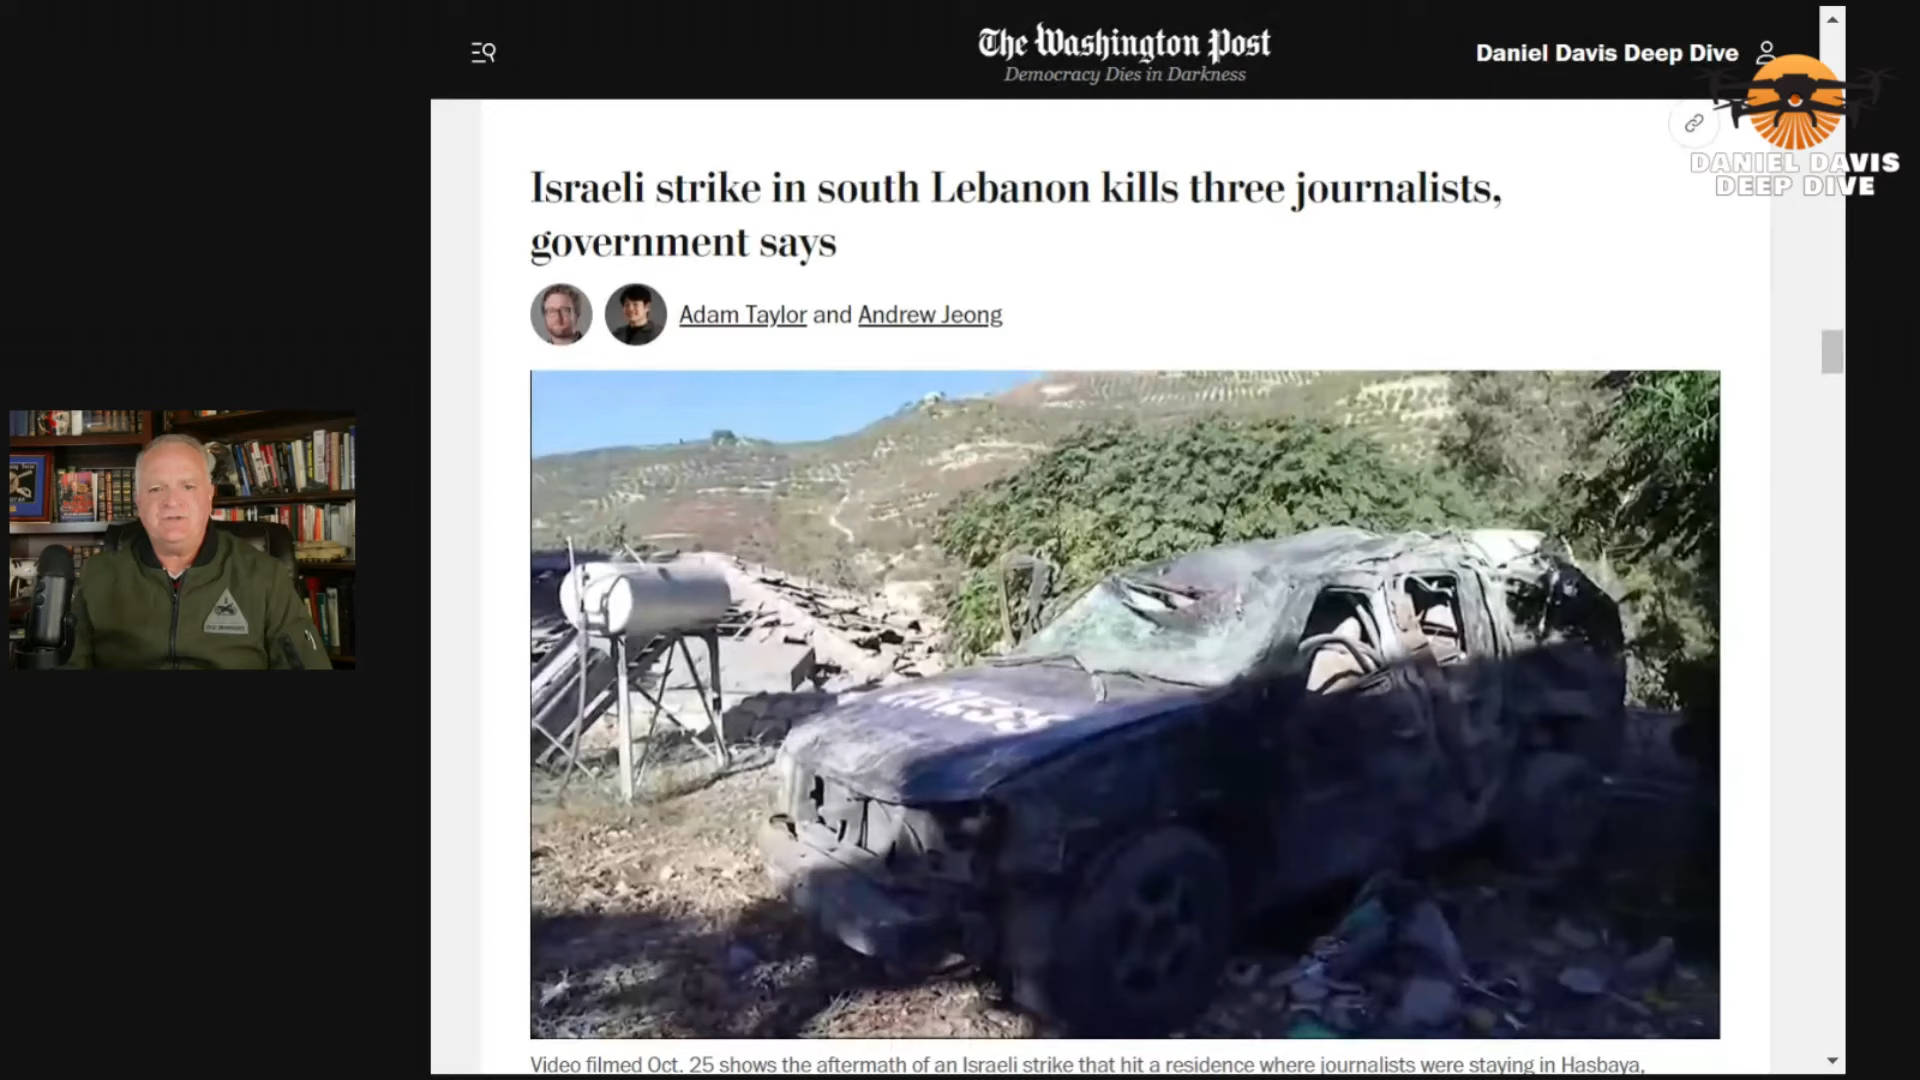 The Washington Post
Democracy Dies in Darkness
Daniel Davis Deep Dive
DANIEL DAVIS
DEEP DIVE
Israeli strike in south Lebanon kills three journalists,
government says
Adam Taylor and Andrew Jeong
Video filmed Oct. 25 shows the aftermath of an Israeli strike that hit a residence where journalists were staying in Hasbaya,